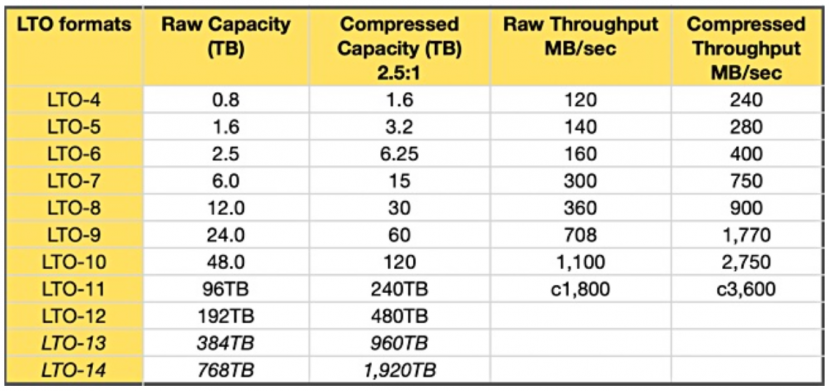 LTO formats Raw Capacity (TB) Compressed Capacity (TB) 2.5:1 Raw Throughput MB/sec Compressed Throughput MB/sec
LTO-4 0.8 1.6 120 240
LTO-5 1.6 3.2 140 280
LTO-6 2.5 6.25 160 400
LTO-7 6.0 15 300 750
LTO-8 12.0 30 360 900
LTO-9 24.0 60 708 1,770
LTO-10 48.0 120 1,100 2,750
LTO-11 96TB 240TB c1,800 c3,600
LTO-12 192TB 480TB
LTO-13 384TB 960TB
LTO-14 768TB 1,920TB